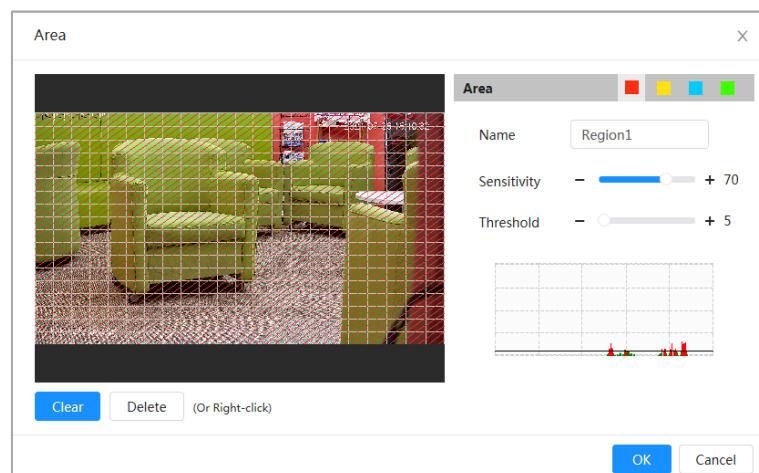 Area
X
Area
Name
Region1
Sensitivity
70
Threshold
5
Clear
Delete
(Or Right-click)
OK
Cancel